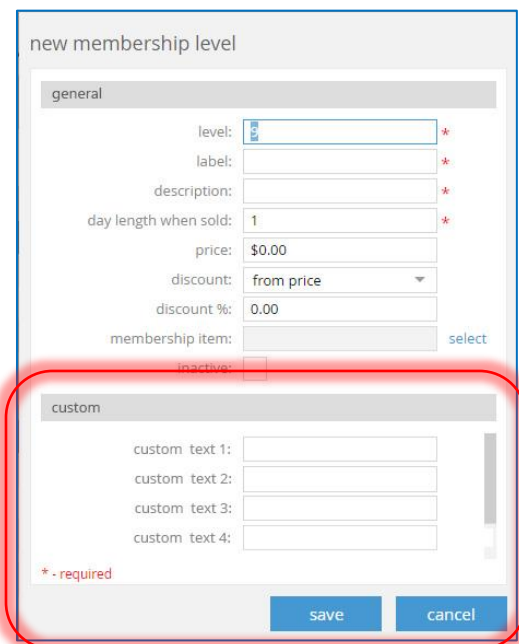 new membership level
general
level: 9 *
label: *
description: *
day length when sold: 1 *
price: $0.00
discount: from price
discount %: 0.00
membership item: select
inactive:
custom
custom text 1:
custom text 2:
custom text 3:
custom text 4:
* - required
save cancel